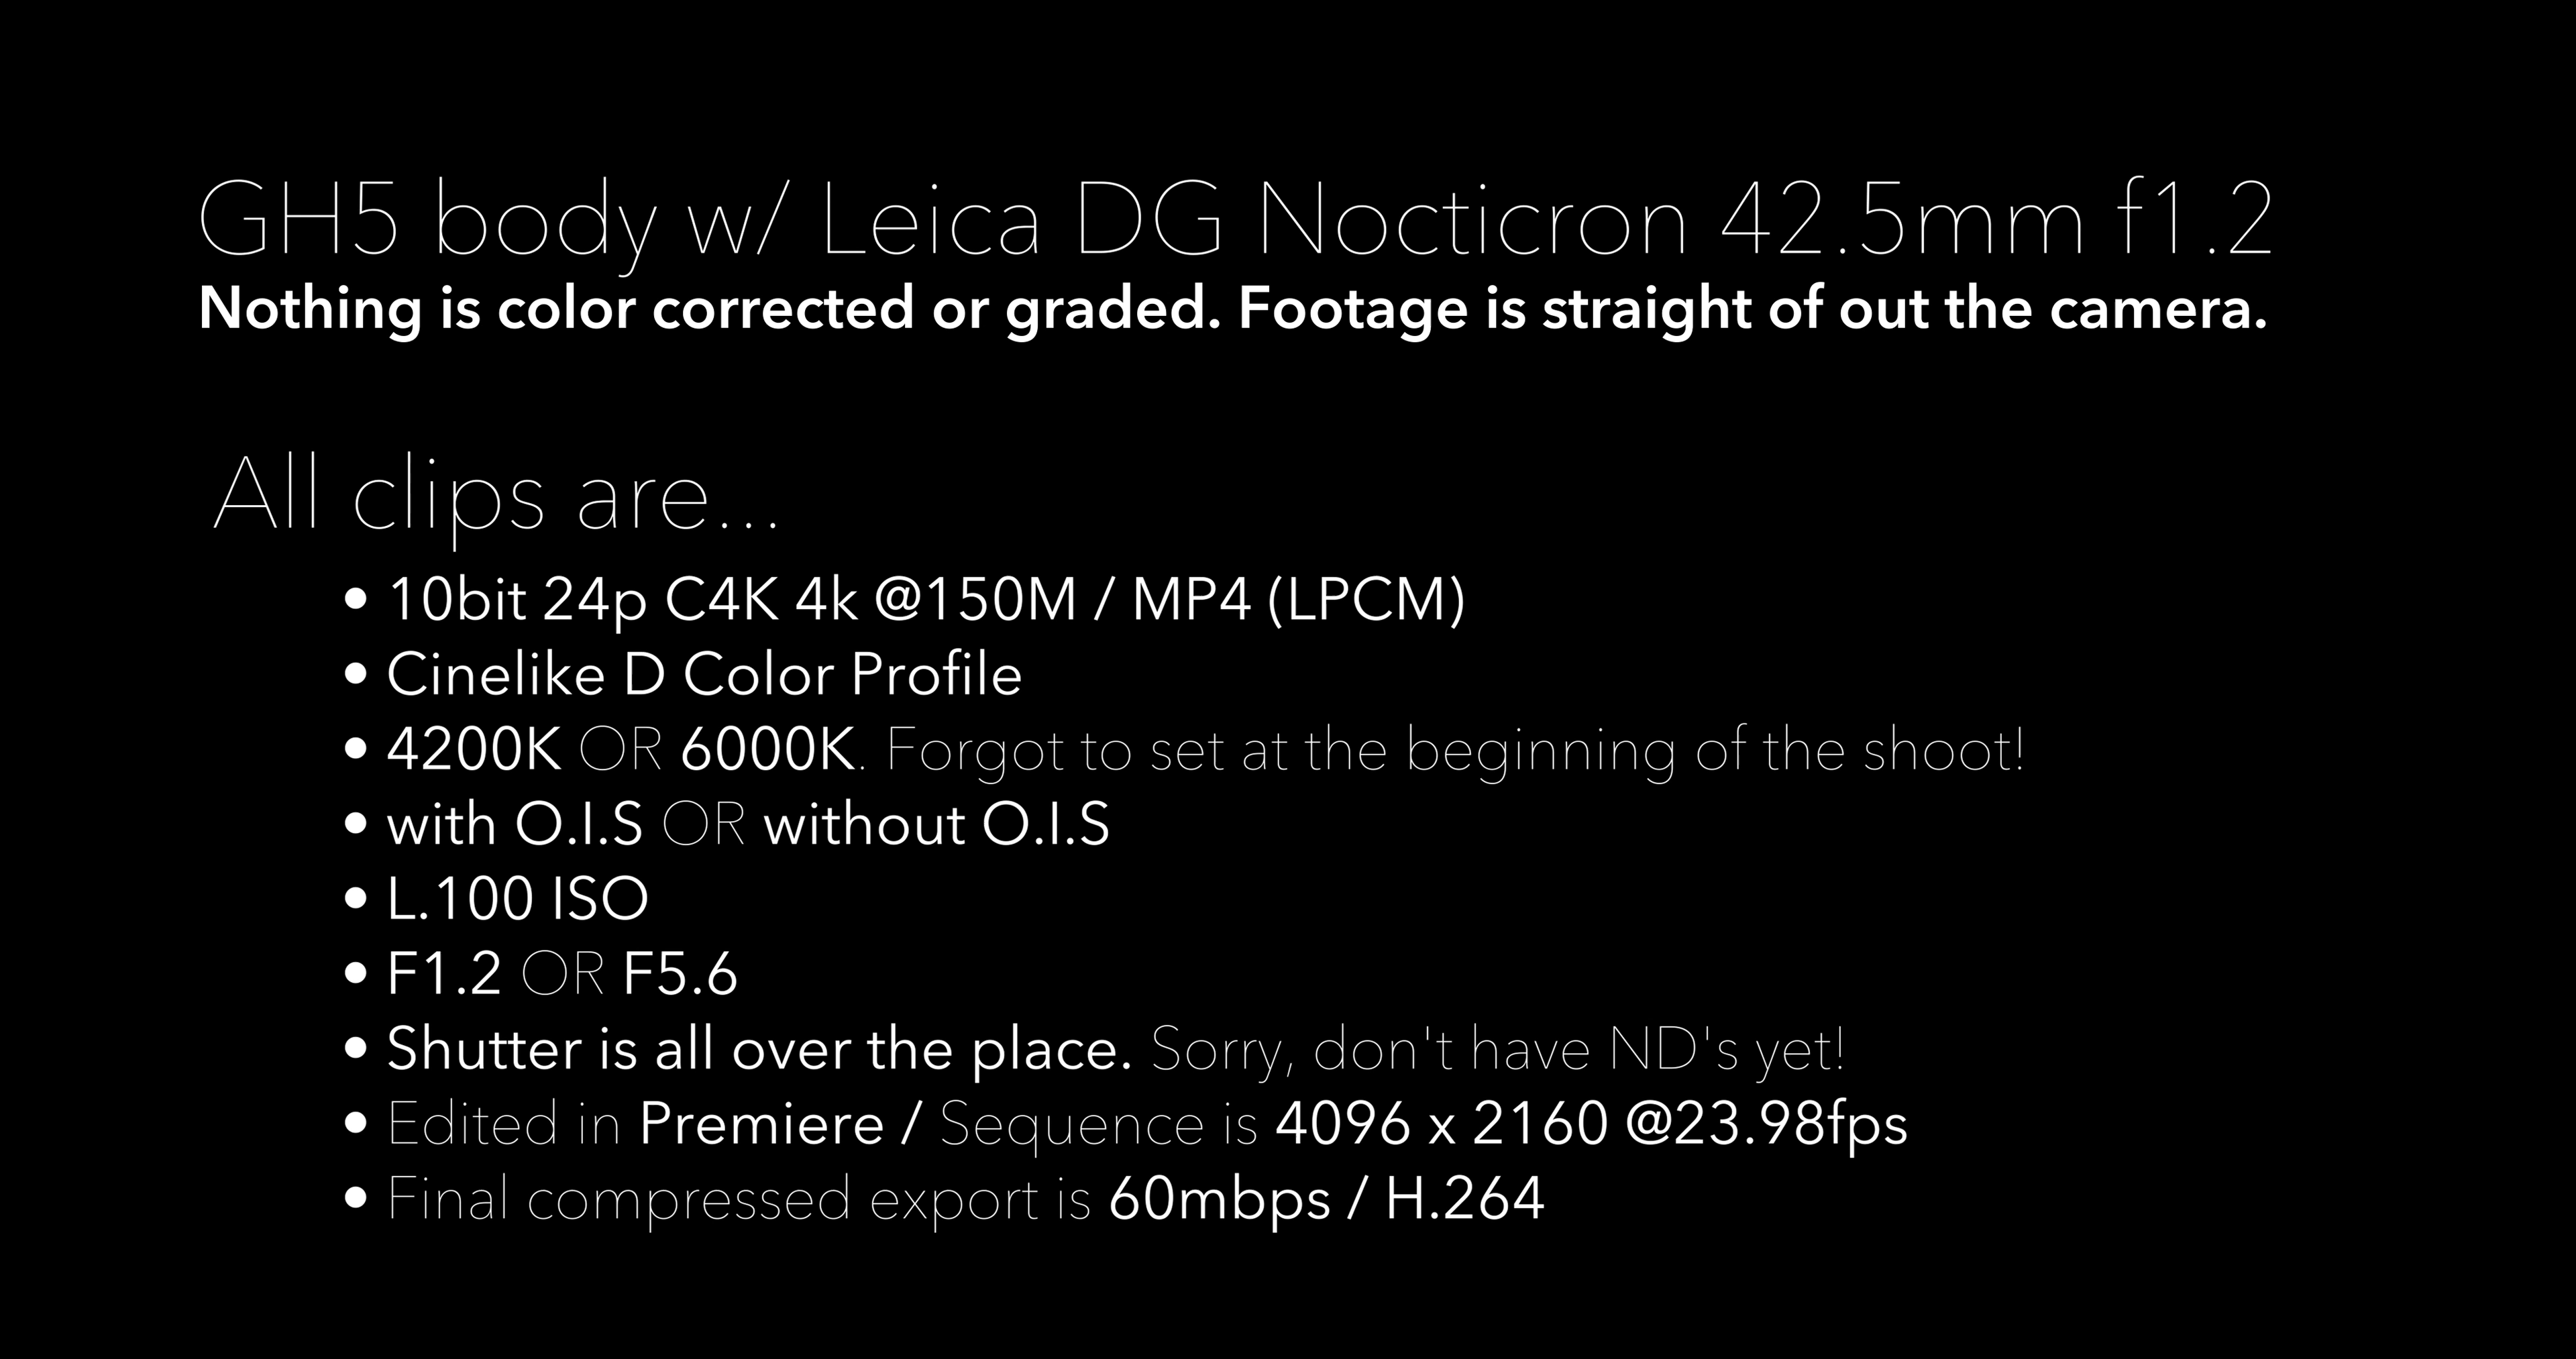 GH5 body w/ Leica DG Nocticron 42.5mm f1.2
Nothing is color corrected or graded. Footage is straight of out the camera.
All clips are...
• 10bit 24p C4K 4k @150M / MP4 (LPCM)
• Cinelike D Color Profile
• 4200K OR 6000K. Forgot to set at the beginning of the shoot!
• with O.I.S OR without O.I.S
• L.100 ISO
• F1.2 OR F5.6
• Shutter is all over the place. Sorry, don't have ND's yet!
• Edited in Premiere / Sequence is 4096 x 2160 @23.98fps
• Final compressed export is 60mbps / H.264